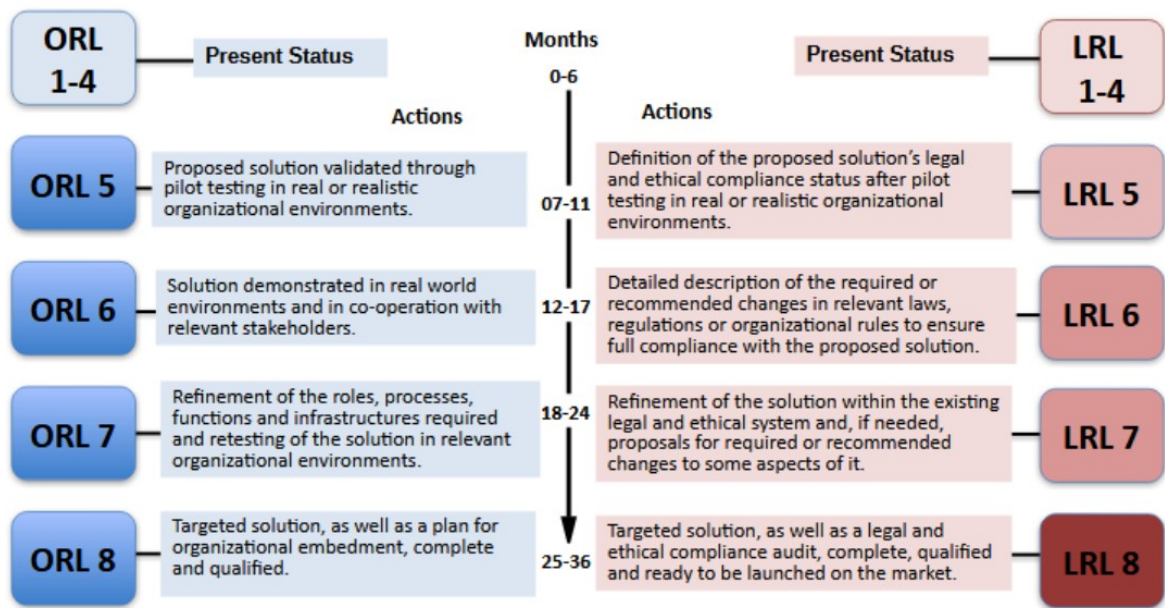 ORL
1-4
Present Status
Months
0-6
Present Status
LRL
1-4
Actions
Actions
ORL 5
Proposed solution validated through
pilot testing in real or realistic
organizational environments.
07-11
Definition of the proposed solution's legal
and ethical compliance status after pilot
testing in real or realistic organizational
environments.
LRL 5
ORL 6
Solution demonstrated in real world
environments and in co-operation with
relevant stakeholders.
12-17
Detailed description of the required or
recommended changes in relevant laws,
regulations or organizational rules to ensure
full compliance with the proposed solution.
LRL 6
ORL 7
Refinement of the roles, processes,
functions and infrastructures required
and retesting of the solution in relevant
organizational environments.
18-24
Refinement of the solution within the existing
legal and ethical system and, if needed,
proposals for required or recommended
changes to some aspects of it.
LRL 7
ORL 8
Targeted solution, as well as a plan for
organizational embedment, complete
and qualified.
25-36
Targeted solution, as well as a legal and
ethical compliance audit, complete, qualified
and ready to be launched on the market.
LRL 8